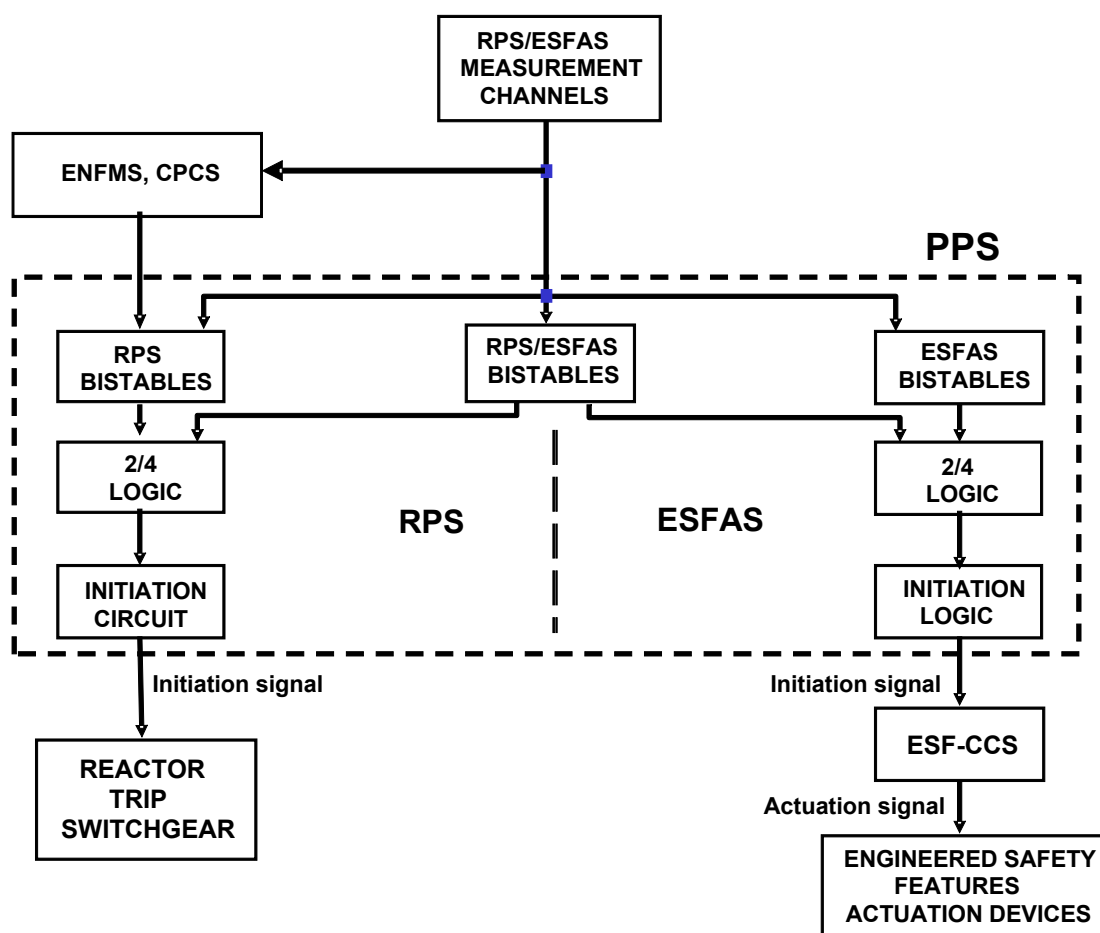 RPS/ESFAS
MEASUREMENT
CHANNELS
ENFMS, CPCS
PPS
RPS
BISTABLES
RPS/ESFAS
BISTABLES
ESFAS
BISTABLES
2/4
LOGIC
2/4
LOGIC
RPS
ESFAS
INITIATION
CIRCUIT
INITIATION
LOGIC
Initiation signal
Initiation signal
REACTOR
TRIP
SWITCHGEAR
ESF-CCS
Actuation signal
ENGINEERED SAFETY
FEATURES
ACTUATION DEVICES